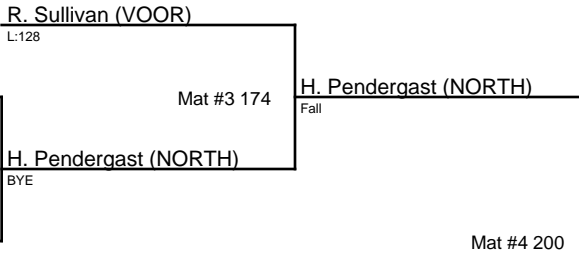 R. Sullivan (VOOR)
L:128
Mat #3 174
H. Pendergast (NORTH)
Fall
H. Pendergast (NORTH)
BYE
Mat #4 200